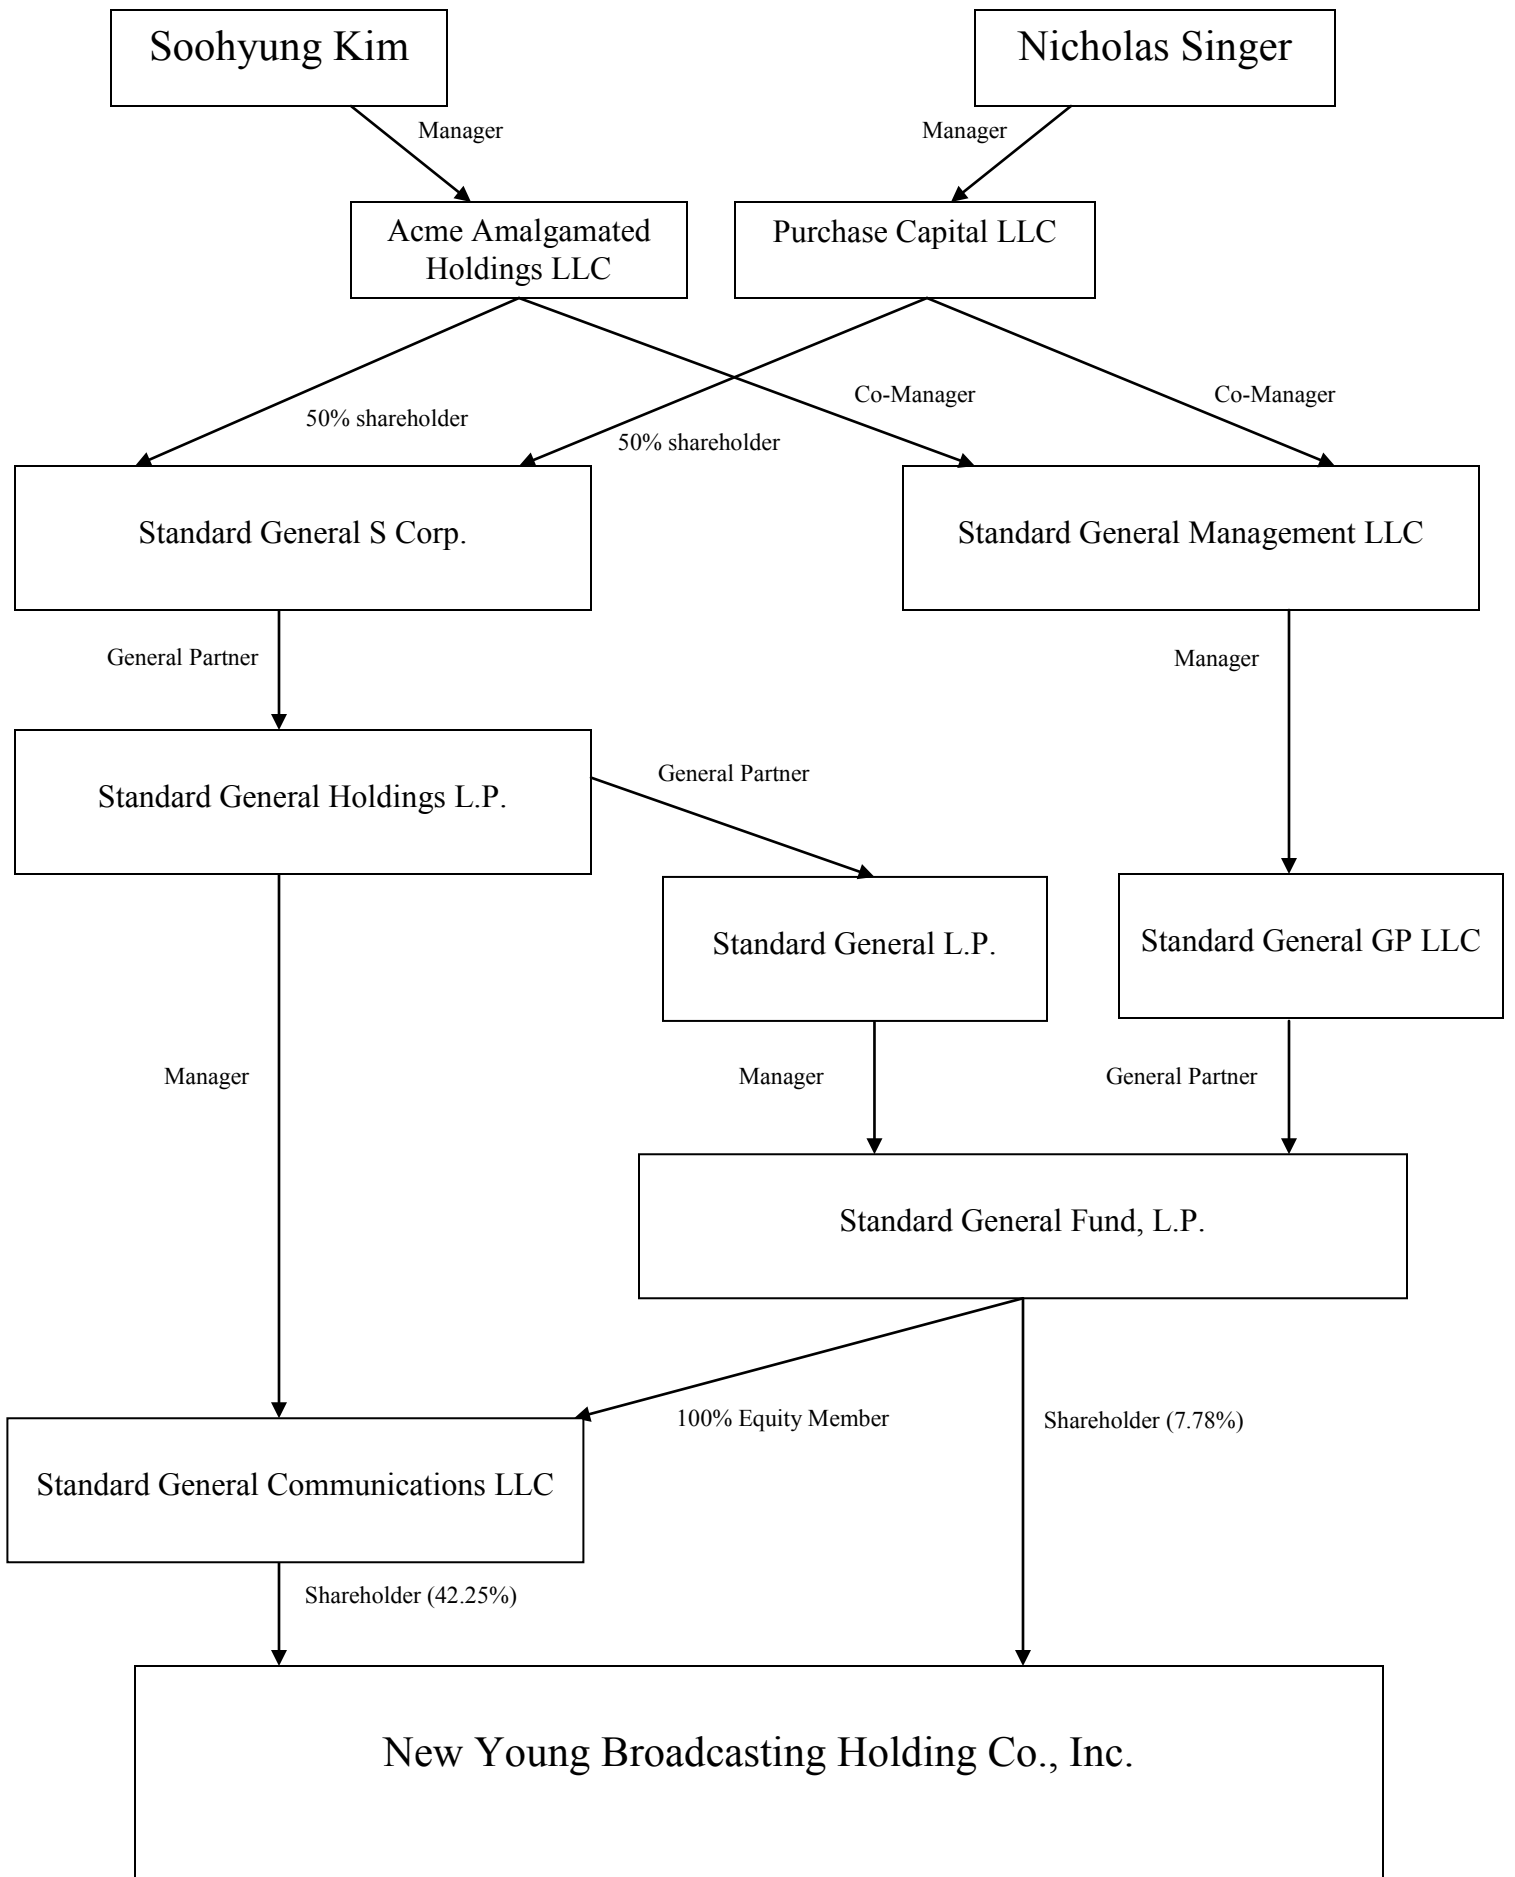 Soohyung Kim
Nicholas Singer
Manager
Manager
Acme Amalgamated
Holdings LLC
Purchase Capital LLC
Co-Manager
Co-Manager
50% shareholder
50% shareholder
Standard General S Corp.
Standard General Management LLC
General Partner
Manager
Standard General Holdings L.P.
General Partner
Standard General L.P.
Standard General GP LLC
Manager
Manager
General Partner
Standard General Fund, L.P.
100% Equity Member
Shareholder (7.78%)
Standard General Communications LLC
Shareholder (42.25%)
New Young Broadcasting Holding Co., Inc.